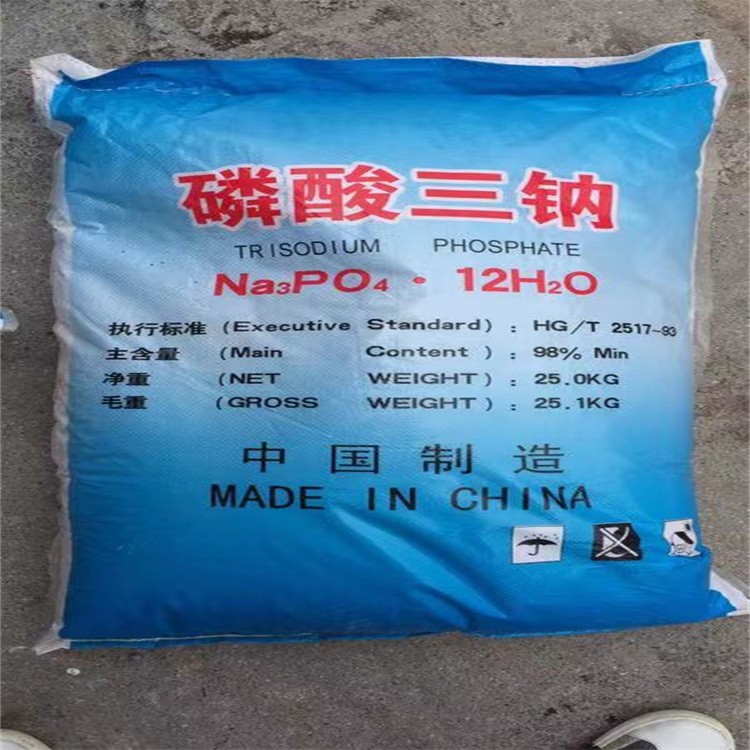 磷酸三钠
TRISODIUM PHOSPHATE
Na₃PO₄ · 12H₂O
执行标准 (Executive Standard) : HG/T 2517-93
主含量 (Main Content) : 98% Min
净重 (NET WEIGHT) : 25.0KG
毛重 (GROSS WEIGHT) : 25.1KG
中国制造
MADE IN CHINA